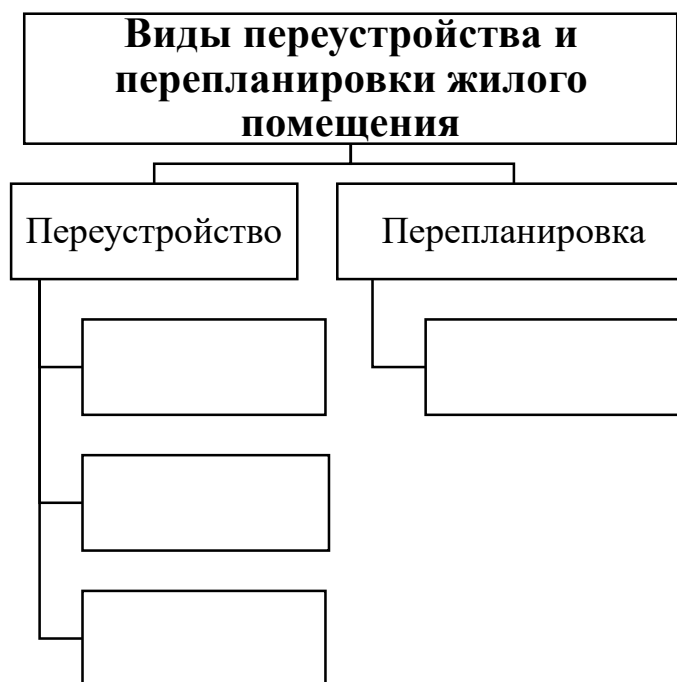 Виды переустройства и
перепланировки жилого
помещения
Переустройство
Перепланировка